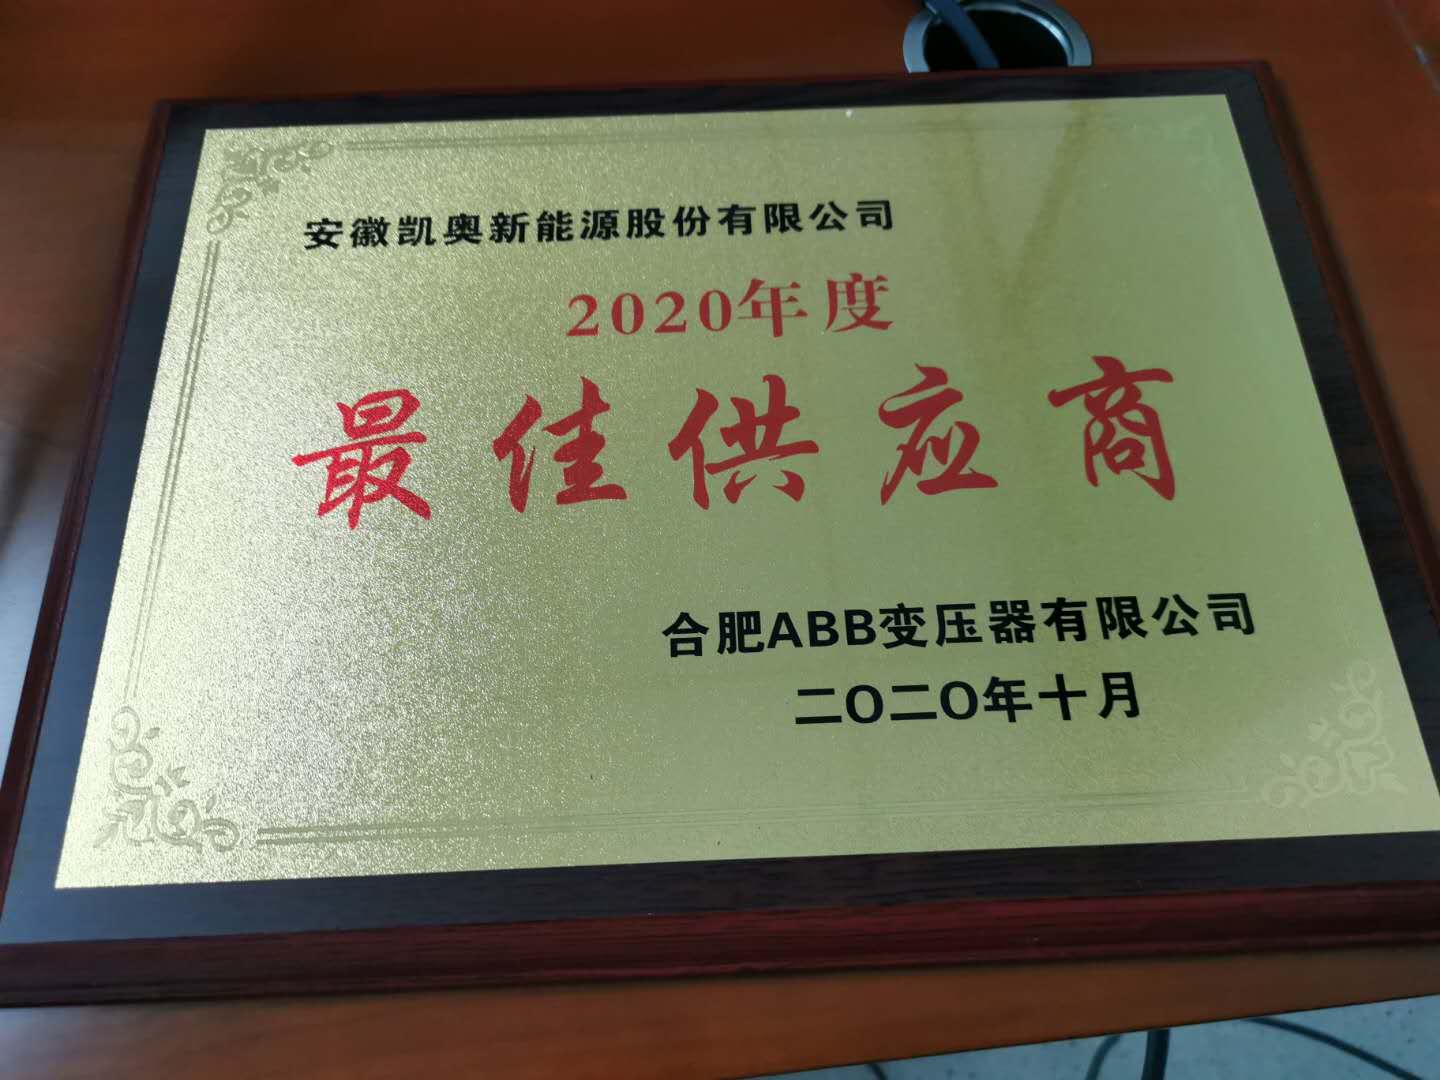 安徽凯奥新能源股份有限公司
2020年度
最佳供应商
合肥ABB变压器有限公司
二〇二〇年十月